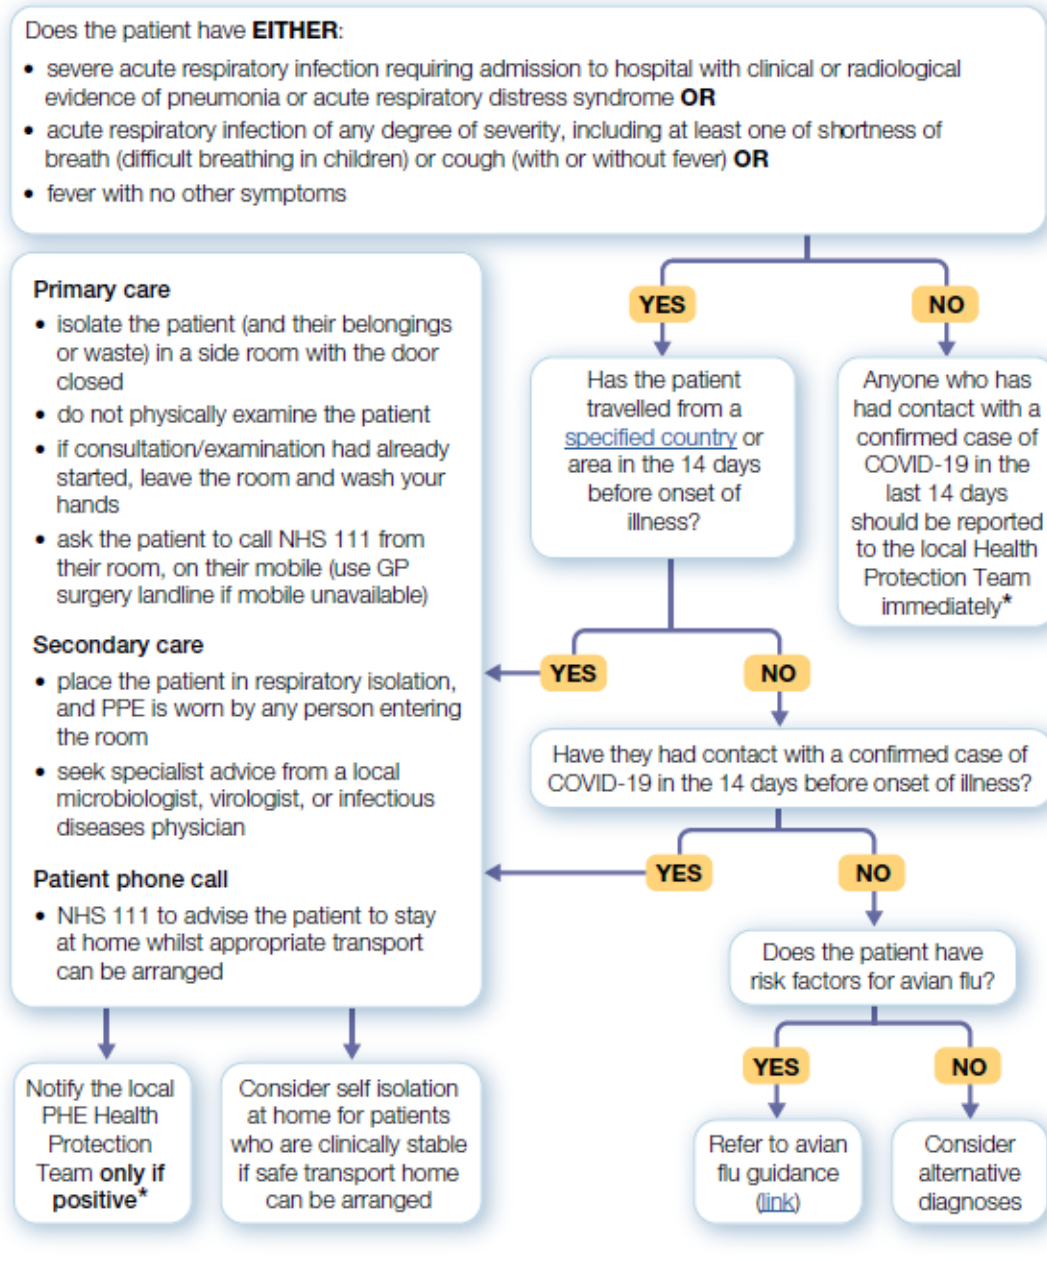 Does the patient have EITHER:
• severe acute respiratory infection requiring admission to hospital with clinical or radiological
evidence of pneumonia or acute respiratory distress syndrome OR
• acute respiratory infection of any degree of severity, including at least one of shortness of
breath (difficult breathing in children) or cough (with or without fever) OR
• fever with no other symptoms
Primary care
• isolate the patient (and their belongings
or waste) in a side room with the door
closed
• do not physically examine the patient
• if consultation/examination had already
started, leave the room and wash your
hands
• ask the patient to call NHS 111 from
their room, on their mobile (use GP
surgery landline if mobile unavailable)
Secondary care
• place the patient in respiratory isolation,
and PPE is worn by any person entering
the room
• seek specialist advice from a local
microbiologist, virologist, or infectious
diseases physician
Patient phone call
• NHS 111 to advise the patient to stay
at home whilst appropriate transport
can be arranged
YES
NO
Has the patient
travelled from a
specified country or
area in the 14 days
before onset of
illness?
Anyone who has
had contact with a
confirmed case of
COVID-19 in the
last 14 days
should be reported
to the local Health
Protection Team
immediately*
YES
NO
Have they had contact with a confirmed case of
COVID-19 in the 14 days before onset of illness?
YES
NO
Does the patient have
risk factors for avian flu?
YES
NO
Notify the local
PHE Health
Protection
Team only if
positive*
Consider self isolation
at home for patients
who are clinically stable
if safe transport home
can be arranged
Refer to avian
flu guidance
(link)
Consider
alternative
diagnoses